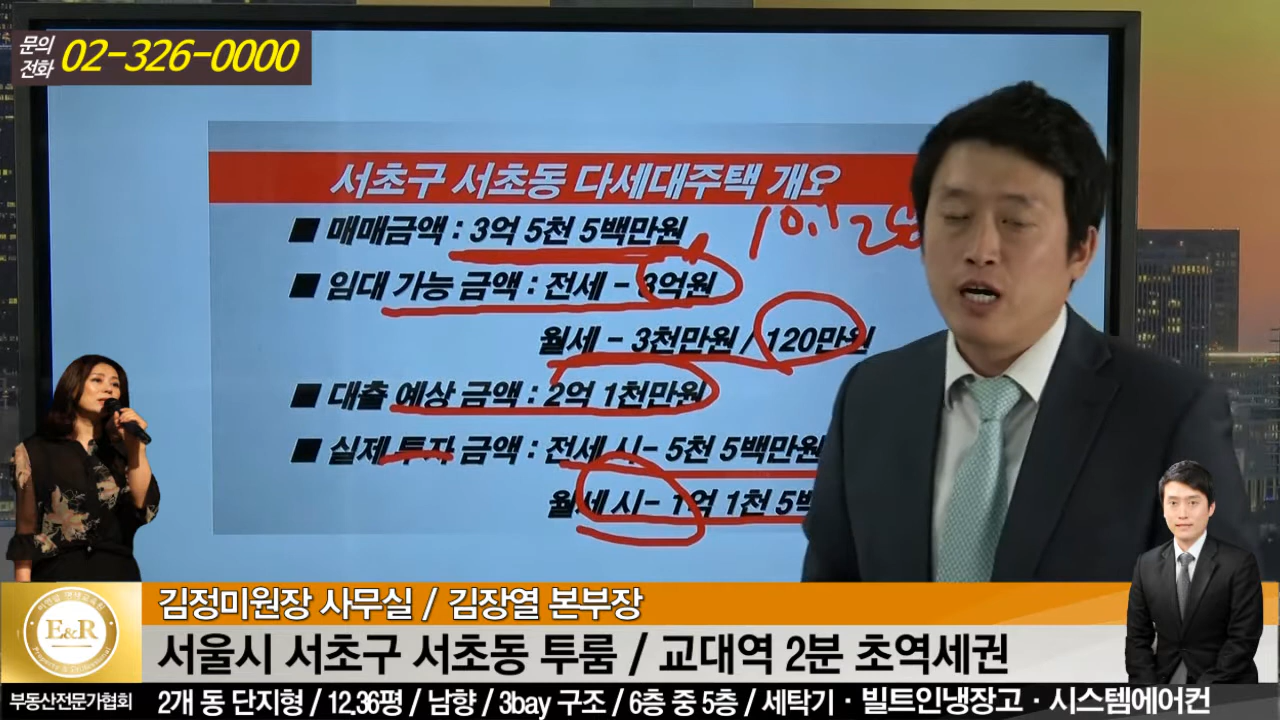 문의
전화 02-326-0000
서초구 서초동 다세대주택 개요
■ 매매금액 : 3억 5천 5백만원
10.12
■ 임대 가능 금액 : 전세 - 3억원
월세 - 3천만원 / 120만원
■ 대출 예상 금액 : 2억 1천만원
■ 실제 투자 금액 : 전세 시 - 5천 5백만원
월세 시 - 1억 1천 5백
E&R
김정미원장 사무실 / 김장열 본부장
서울시 서초구 서초동 투룸 / 교대역 2분 초역세권
부동산전문가협회 2개 동 단지형 / 12.36평 / 남향 / 3bay 구조 / 6층 중 5층 / 세탁기 · 빌트인냉장고 · 시스템에어컨